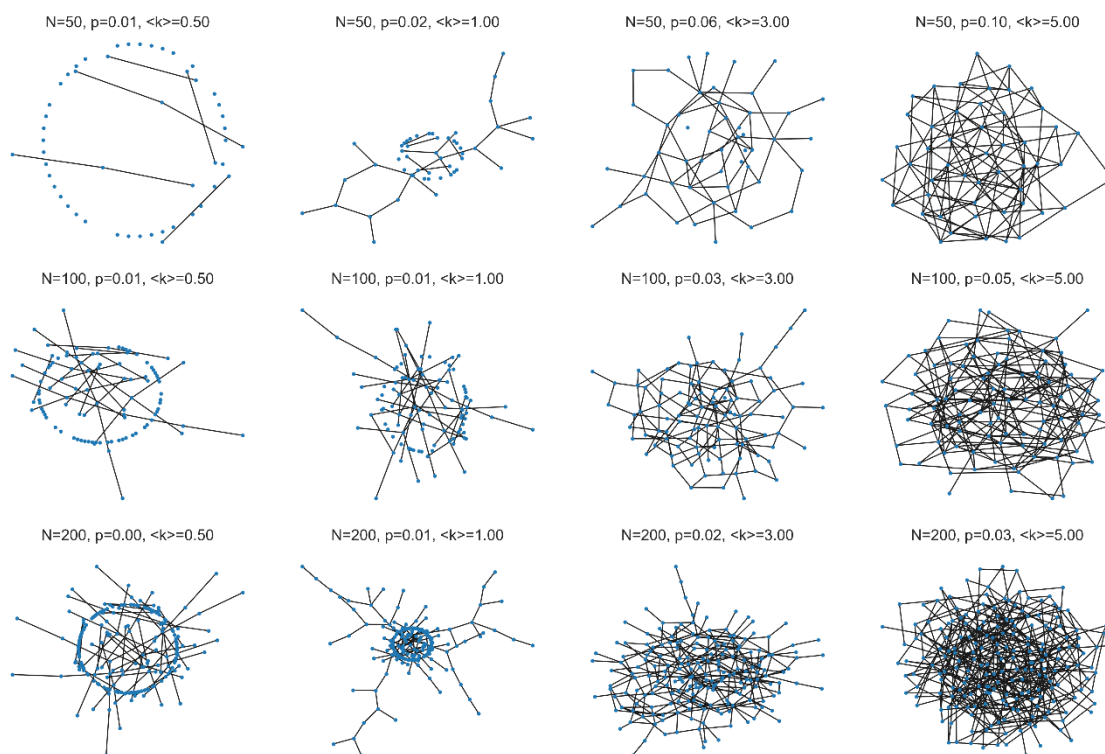 N=50, p=0.01, <k>=0.50
N=50, p=0.02, <k>=1.00
N=50, p=0.06, <k>=3.00
N=50, p=0.10, <k>=5.00
N=100, p=0.01, <k>=0.50
N=100, p=0.01, <k>=1.00
N=100, p=0.03, <k>=3.00
N=100, p=0.05, <k>=5.00
N=200, p=0.00, <k>=0.50
N=200, p=0.01, <k>=1.00
N=200, p=0.02, <k>=3.00
N=200, p=0.03, <k>=5.00